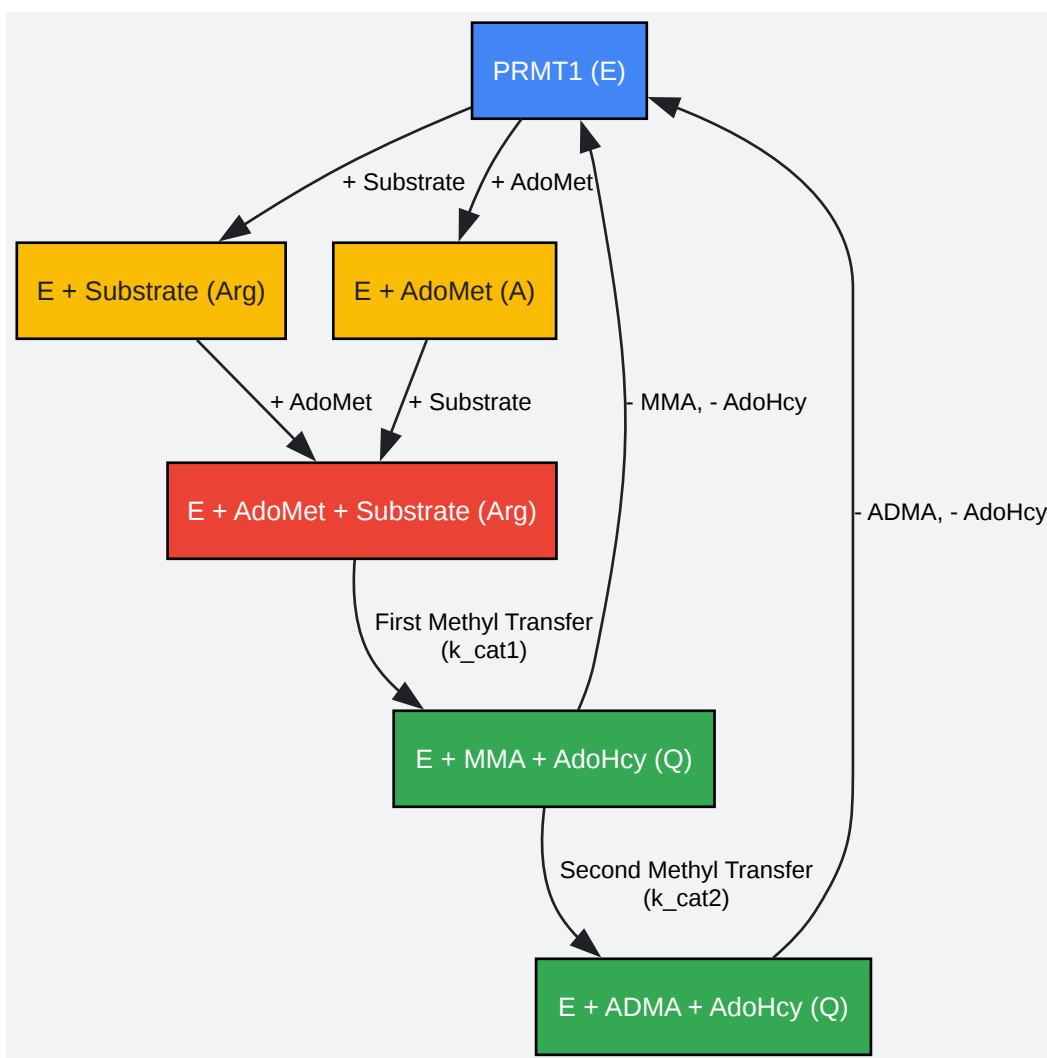 PRMT1 (E)
+ Substrate
+ AdoMet
E + Substrate (Arg)
E + AdoMet (A)
+ AdoMet
+ Substrate
- MMA, - AdoHcy
E + AdoMet + Substrate (Arg)
- ADMA, - AdoHcy
First Methyl Transfer
(k_cat1)
E + MMA + AdoHcy (Q)
Second Methyl Transfer
(k_cat2)
E + ADMA + AdoHcy (Q)